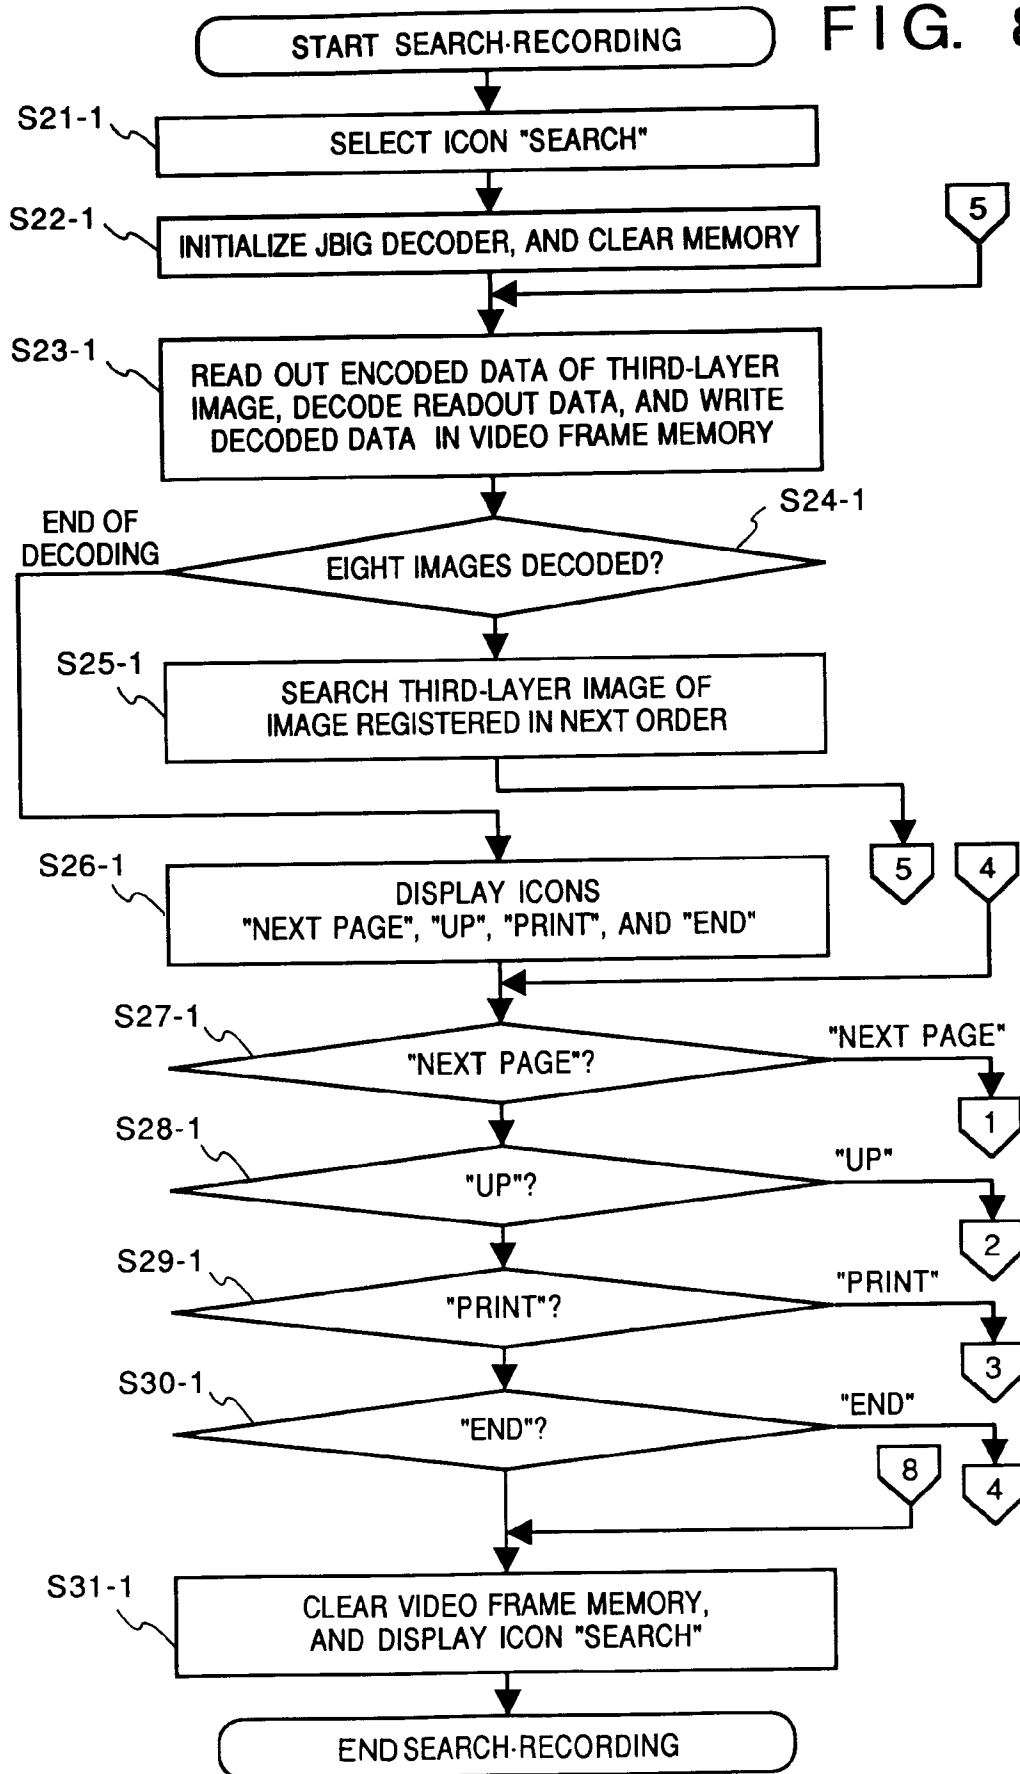 START SEARCH·RECORDING
FIG. 8
S21-1
SELECT ICON "SEARCH"
S22-1
INITIALIZE JBIG DECODER, AND CLEAR MEMORY
5
S23-1
READ OUT ENCODED DATA OF THIRD-LAYER
IMAGE, DECODE READOUT DATA, AND WRITE
DECODED DATA IN VIDEO FRAME MEMORY
S24-1
END OF
DECODING
EIGHT IMAGES DECODED?
S25-1
SEARCH THIRD-LAYER IMAGE OF
IMAGE REGISTERED IN NEXT ORDER
5
4
S26-1
DISPLAY ICONS
"NEXT PAGE", "UP", "PRINT", AND "END"
S27-1
"NEXT PAGE"?
"NEXT PAGE"
1
S28-1
"UP"?
"UP"
2
S29-1
"PRINT"?
"PRINT"
3
S30-1
"END"?
"END"
8
4
S31-1
CLEAR VIDEO FRAME MEMORY,
AND DISPLAY ICON "SEARCH"
END SEARCH·RECORDING